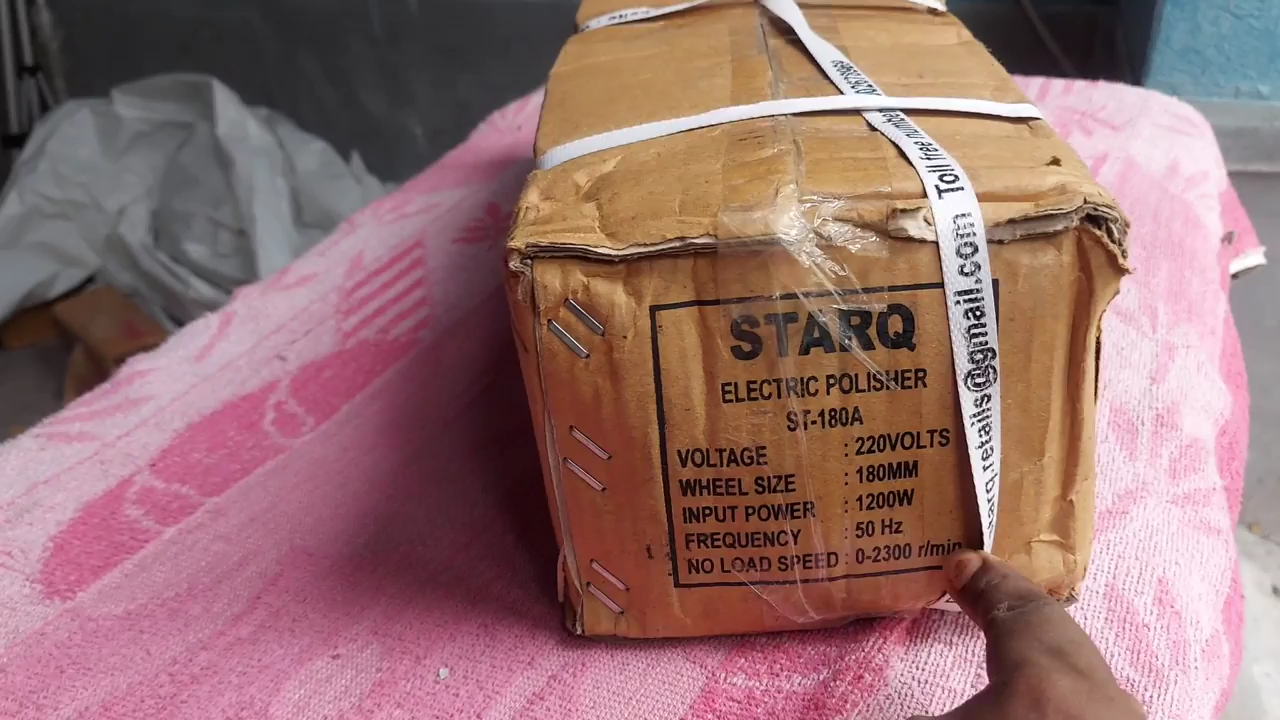 Toll free number
starq.retails@gmail.com
STARQ
ELECTRIC POLISHER
ST-180A
VOLTAGE : 220VOLTS
WHEEL SIZE : 180MM
INPUT POWER : 1200W
FREQUENCY : 50 Hz
NO LOAD SPEED : 0-2300 r/min